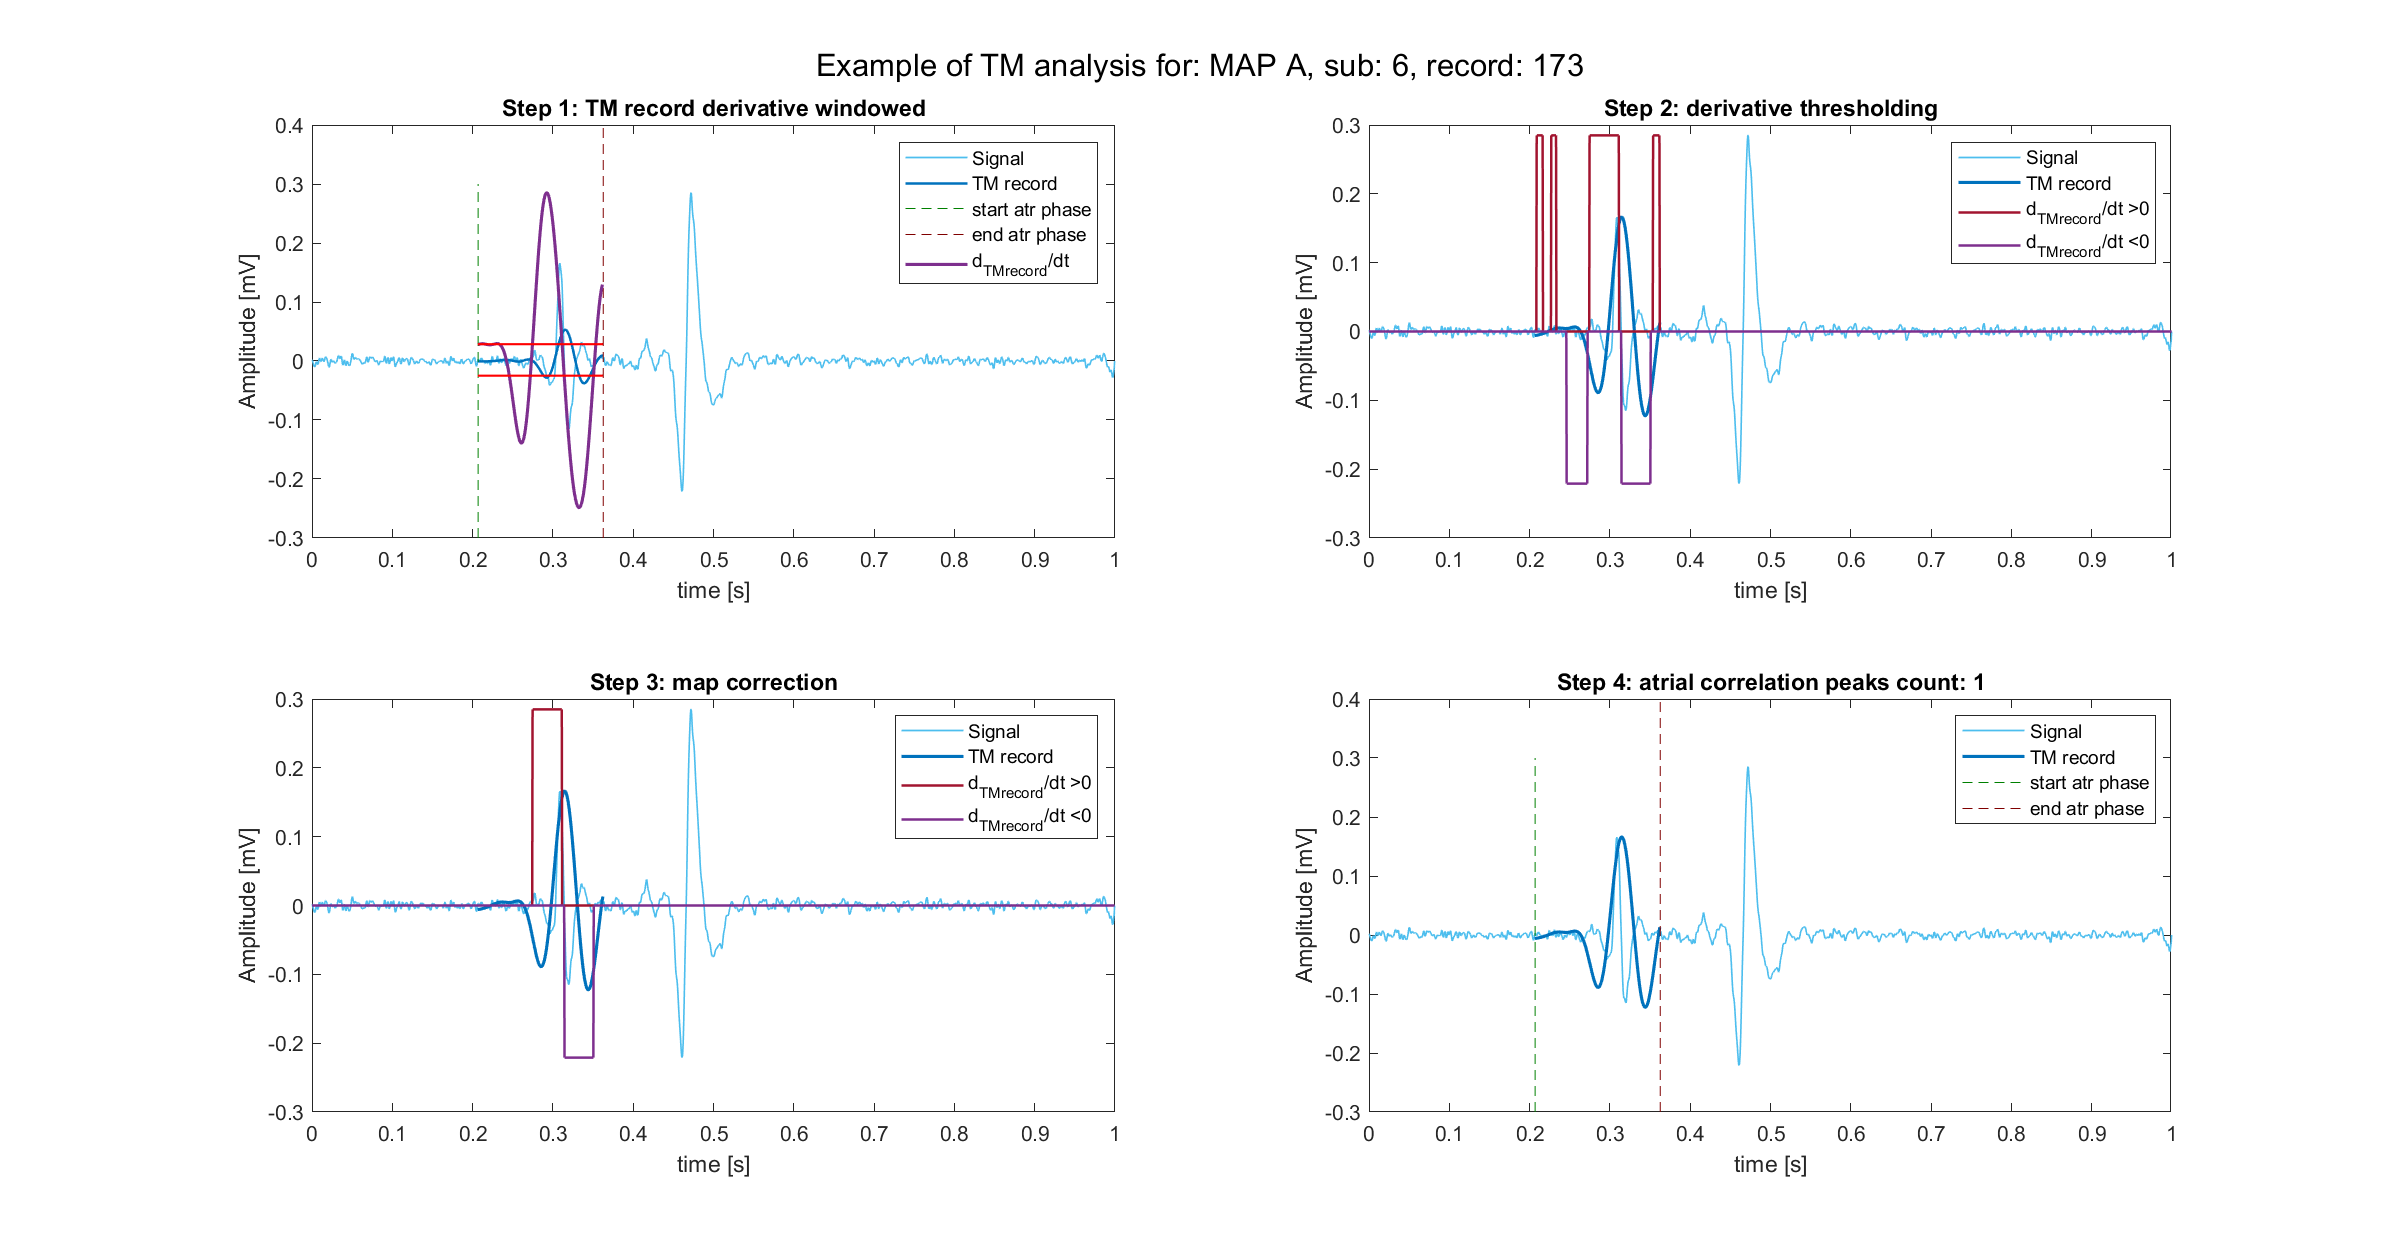 Example of TM analysis for: MAP A, sub: 6, record: 173
Step 1: TM record derivative windowed
0.4
0.3
0.2
0.1
0
-0.1
-0.2
-0.3
Amplitude [mV]
0 0.1 0.2 0.3 0.4 0.5 0.6 0.7 0.8 0.9 1
time [s]
Signal
TM record
start atr phase
end atr phase
dTMrecord/dt
Step 2: derivative thresholding
0.3
0.2
0.1
0
-0.1
-0.2
-0.3
Amplitude [mV]
0 0.1 0.2 0.3 0.4 0.5 0.6 0.7 0.8 0.9 1
time [s]
Signal
TM record
dTMrecord/dt >0
dTMrecord/dt <0
Step 3: map correction
0.3
0.2
0.1
0
-0.1
-0.2
-0.3
Amplitude [mV]
0 0.1 0.2 0.3 0.4 0.5 0.6 0.7 0.8 0.9 1
time [s]
Signal
TM record
dTMrecord/dt >0
dTMrecord/dt <0
Step 4: atrial correlation peaks count: 1
0.4
0.3
0.2
0.1
0
-0.1
-0.2
-0.3
Amplitude [mV]
0 0.1 0.2 0.3 0.4 0.5 0.6 0.7 0.8 0.9 1
time [s]
Signal
TM record
start atr phase
end atr phase